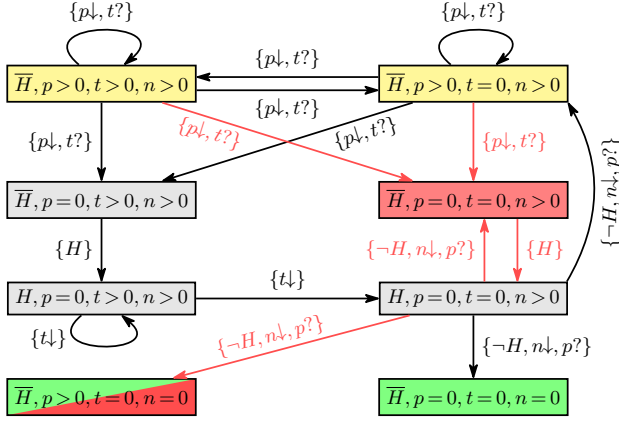 {p↓, t?} {p↓, t?}
{p↓, t?}
H̅, p>0, t>0, n>0 H̅, p>0, t=0, n>0
{p↓, t?}
{p↓, t?} {p↓, t?} {p↓, t?} {p↓, t?}
{¬H, n↓, p?}
H̅, p=0, t>0, n>0 H̅, p=0, t=0, n>0
{H} {¬H, n↓, p?} {H}
{t↓}
H, p=0, t>0, n>0 H, p=0, t=0, n>0
{t↓} {¬H, n↓, p?} {¬H, n↓, p?}
H̅, p>0, t=0, n=0 H̅, p=0, t=0, n=0